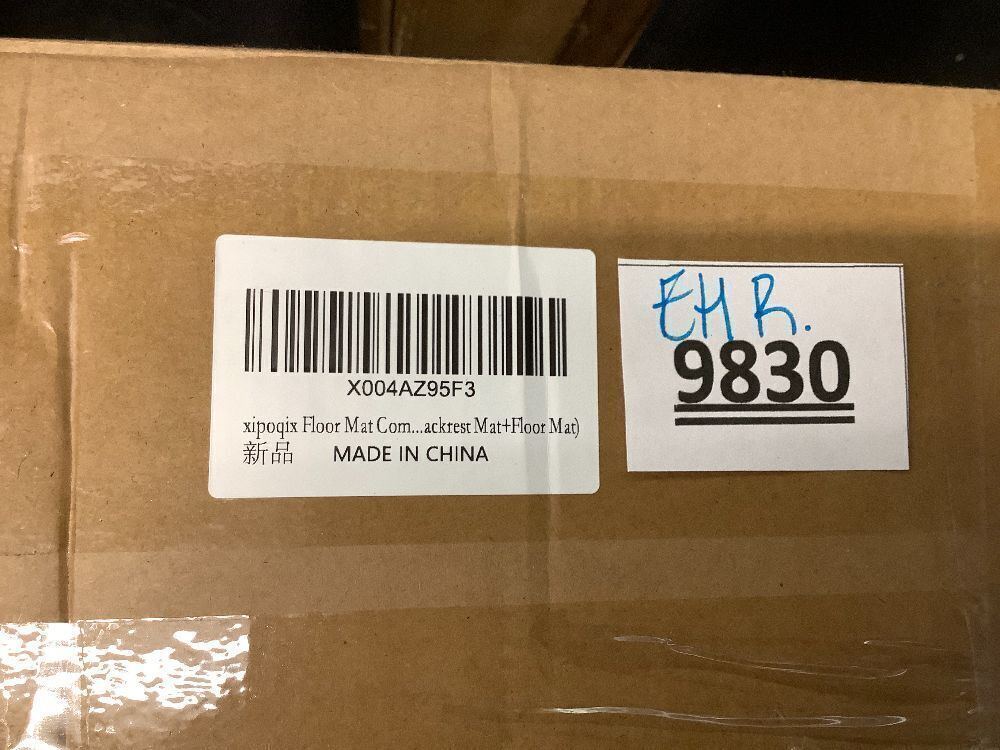 X004AZ95F3
xipoqix Floor Mat Com...ackrest Mat+Floor Mat)
新品 MADE IN CHINA
EHR.
9830